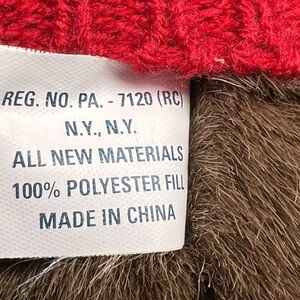 REG. NO. PA. - 7120 (RC)
N.Y., N.Y.
ALL NEW MATERIALS
100% POLYESTER FILL
MADE IN CHINA